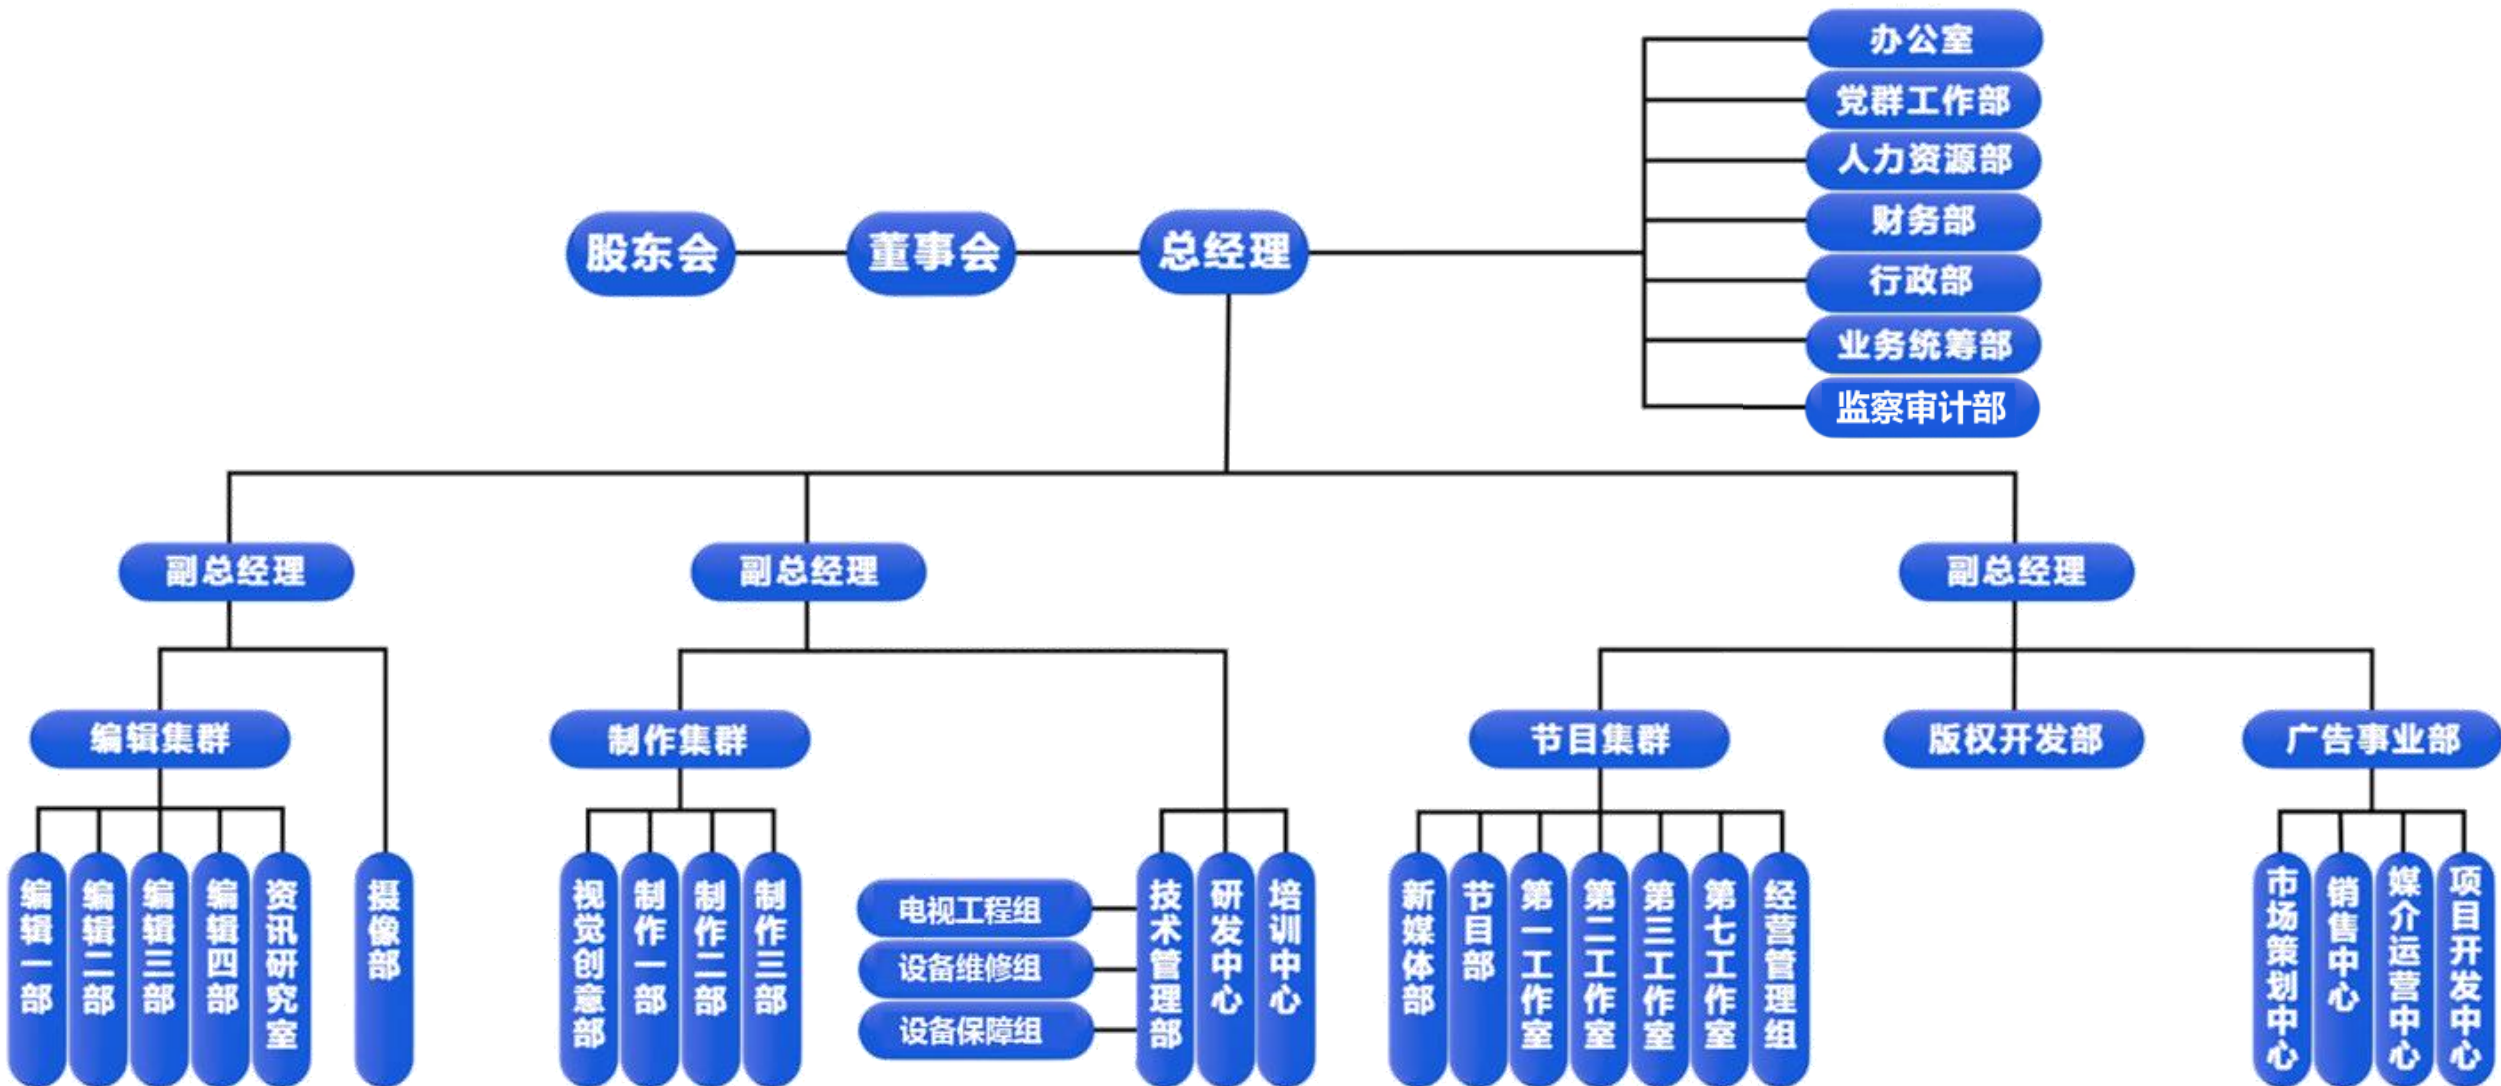 办公室
党群工作部
人力资源部
财务部
行政部
业务统筹部
监察审计部
股东会
董事会
总经理
副总经理
副总经理
副总经理
编辑集群
制作集群
节目集群
版权开发部
广告事业部
编辑一部
编辑二部
编辑三部
编辑四部
资讯研究室
摄像部
视觉创意部
制作一部
制作二部
制作三部
电视工程组
设备维修组
设备保障组
技术管理部
研发中心
培训中心
新媒体部
节目部
第一工作室
第二工作室
第三工作室
第七工作室
经营管理组
市场策划中心
销售中心
媒介运营中心
项目开发中心